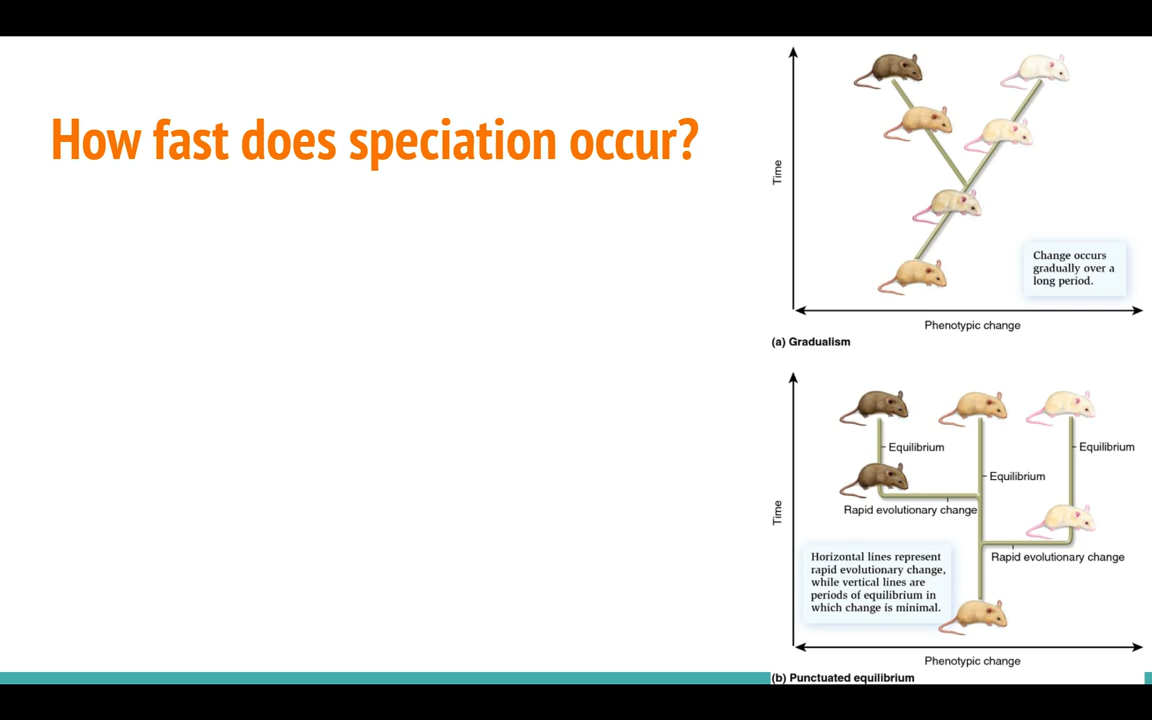 How fast does speciation occur?
Time
Change occurs
gradually over a
long period.
Phenotypic change
(a) Gradualism
Equilibrium
Equilibrium
Equilibrium
Time
Rapid evolutionary change
Horizontal lines represent
rapid evolutionary change,
while vertical lines are
periods of equilibrium in
which change is minimal.
Rapid evolutionary change
Phenotypic change
(b) Punctuated equilibrium